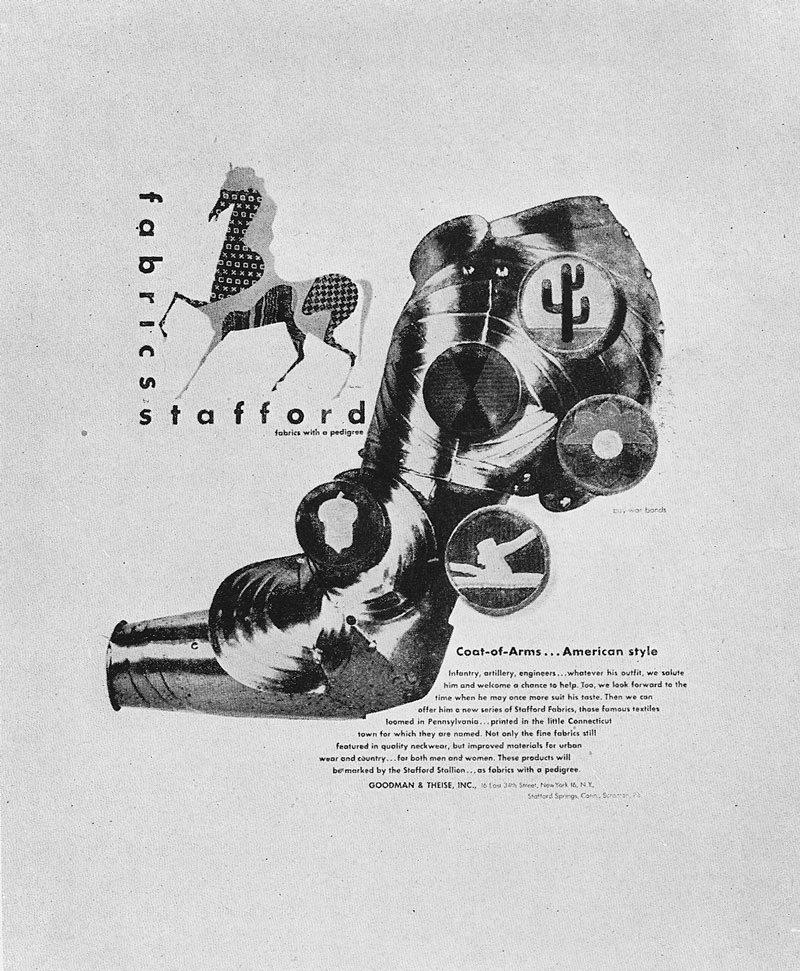 fabrics
stafford
fabrics with a pedigree
buy war bonds
Coat-of-Arms...American style
Infantry, artillery, engineers...whatever his outfit, we salute
him and welcome a chance to help. Too, we look forward to the
time when he may once more suit his taste. Then we can
offer him a new series of Stafford Fabrics, those famous textiles
loomed in Pennsylvania...printed in the little Connecticut
town for which they are named. Not only the fine fabrics still
featured in quality neckwear, but improved materials for urban
wear and country...for both men and women. These products will
be marked by the Stafford Stallion...as fabrics with a pedigree.
GOODMAN & THEISE, INC., 16 East 34th Street, New York 16, N.Y.,
Stafford Springs, Conn., Scranton, Pa.